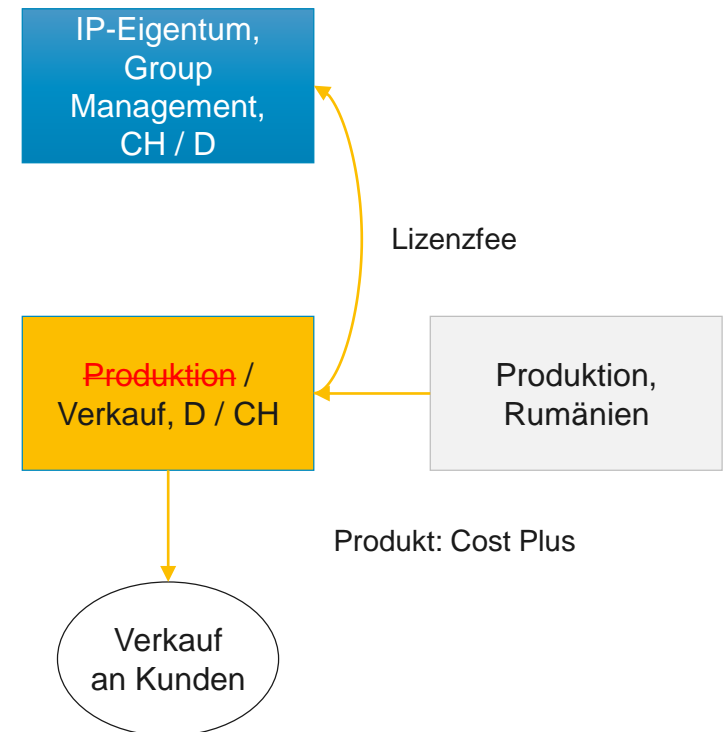 IP-Eigentum,
Group
Management,
CH / D
Lizenzfee
Produktion /
Verkauf, D / CH
Produktion,
Rumänien
Produkt: Cost Plus
Verkauf
an Kunden